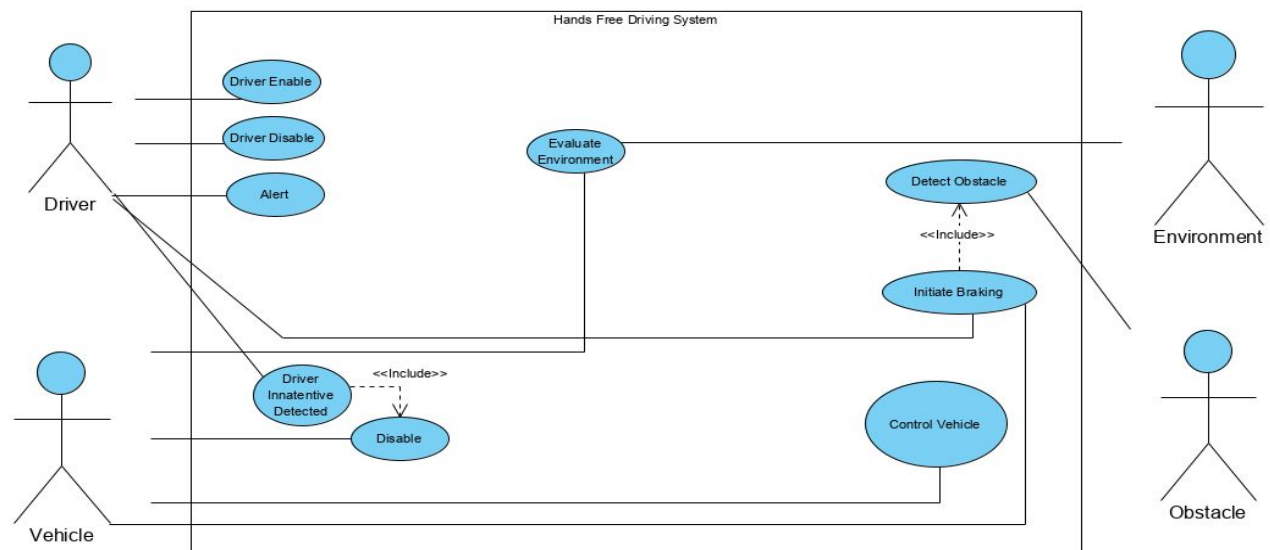 Hands Free Driving System
Driver Enable
Driver Disable
Alert
Driver
Evaluate
Environment
Detect Obstacle
<<Include>>
Initiate Braking
Environment
Driver
Innatentive
Detected
<<Include>>
Disable
Control Vehicle
Vehicle
Obstacle